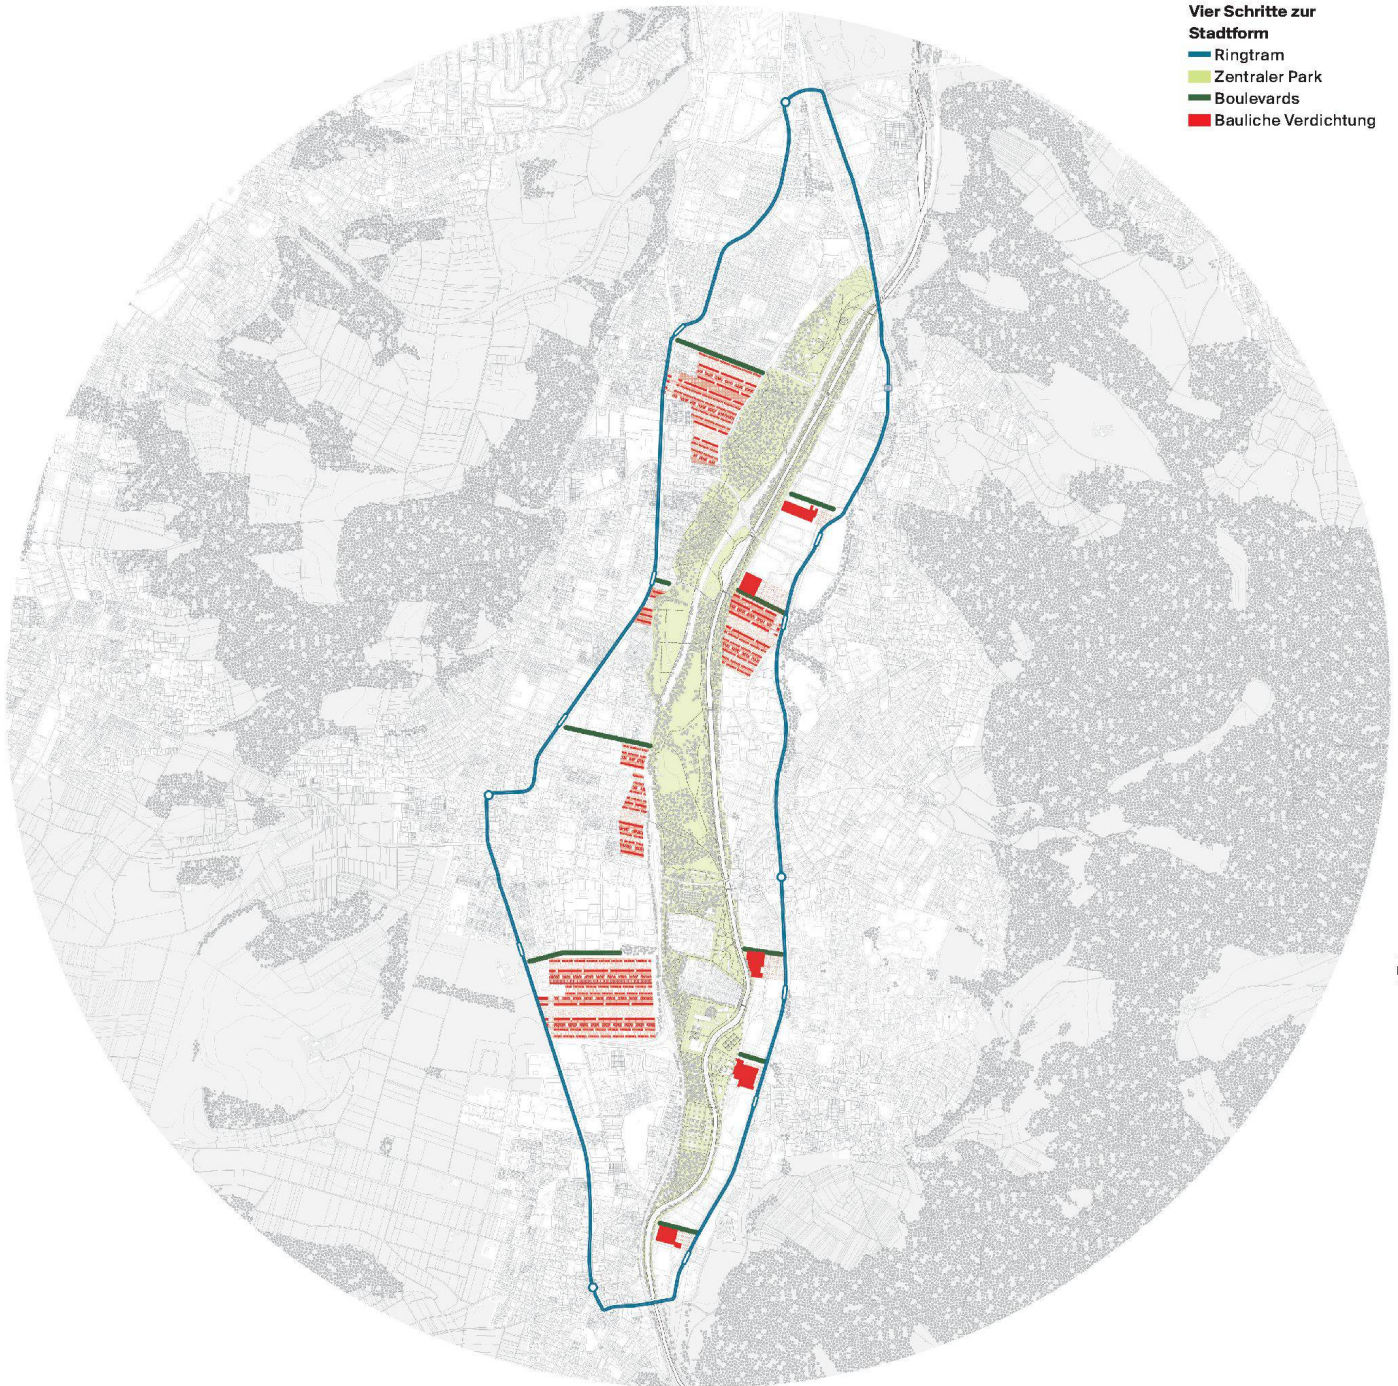 Vier Schritte zur
Stadtform
Ringtram
Zentraler Park
Boulevards
Bauliche Verdichtung